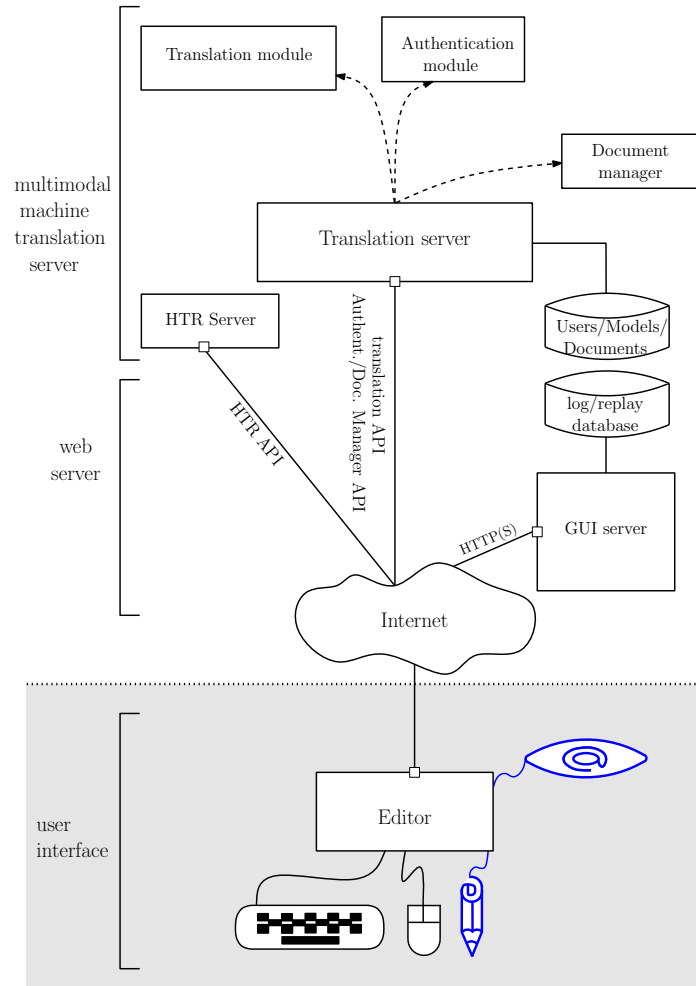 Translation module
Authentication
module
Document
manager
multimodal
machine
translation
server
Translation server
HTR Server
Users/Models/
Documents
translation API
Authent./Doc. Manager API
HTR API
log/replay
database
web
server
HTTP(S)
GUI server
Internet
Editor
user
interface